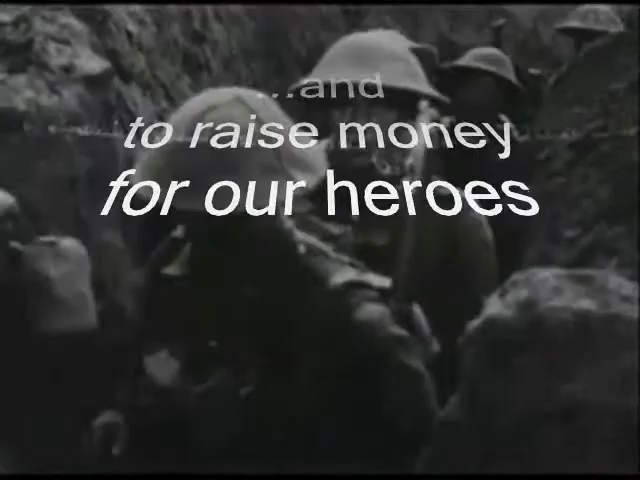 ...and
to raise money
for our heroes